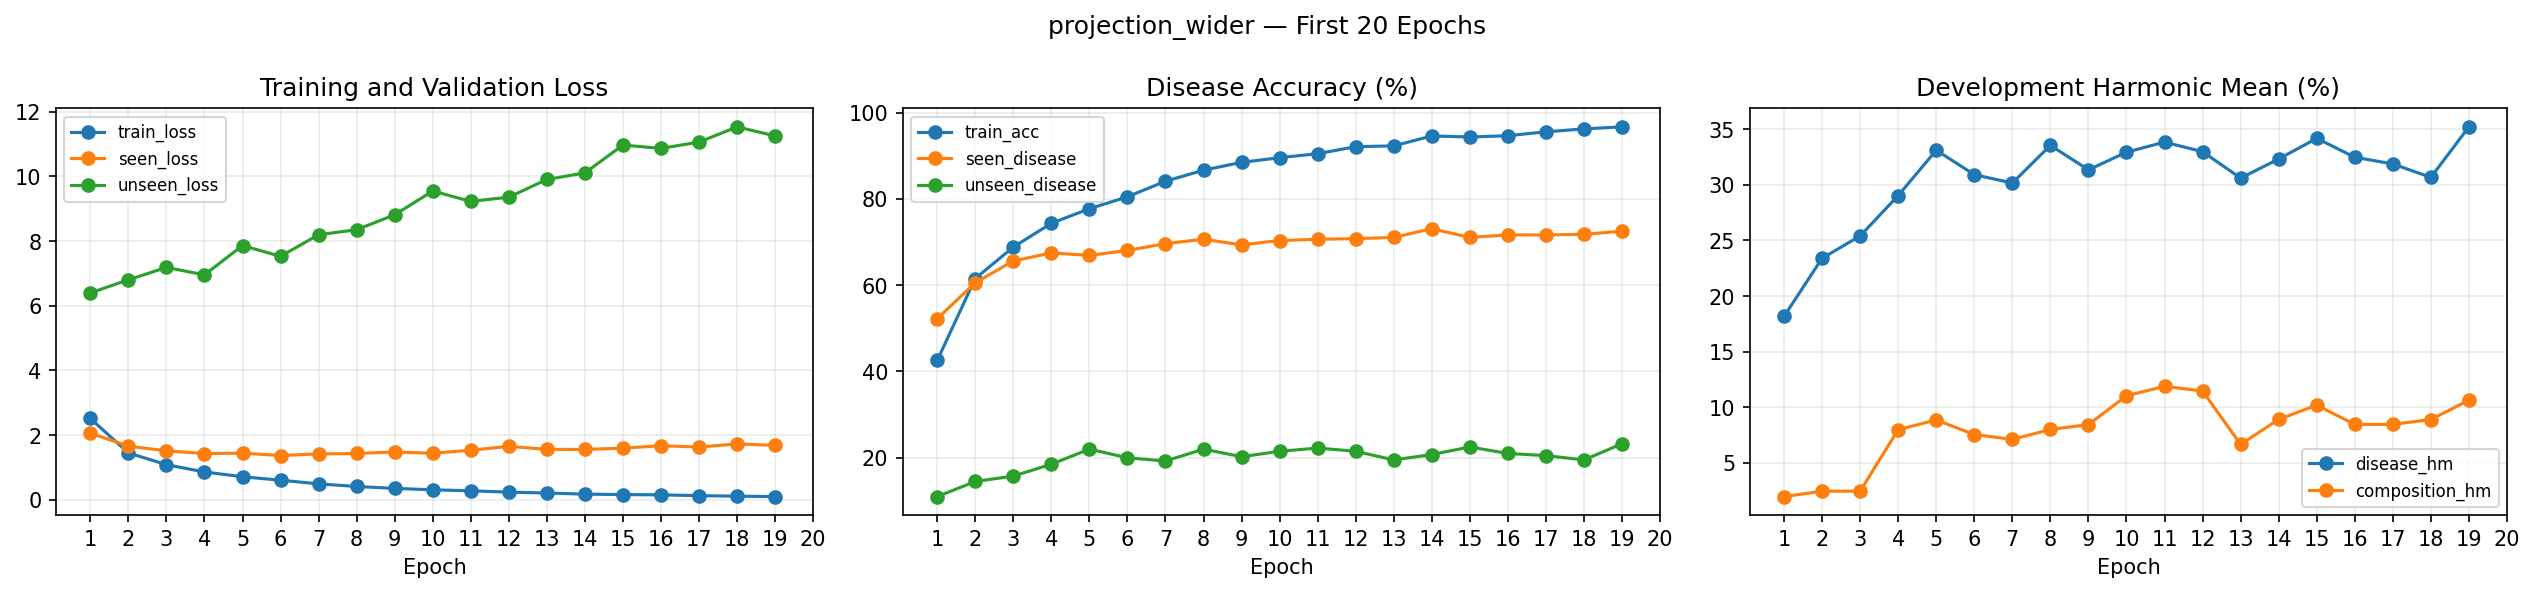 projection_wider — First 20 Epochs
Training and Validation Loss
train_loss
seen_loss
unseen_loss
12
10
8
6
4
2
0
1 2 3 4 5 6 7 8 9 10 11 12 13 14 15 16 17 18 19 20
Epoch
Disease Accuracy (%)
train_acc
seen_disease
unseen_disease
100
80
60
40
20
1 2 3 4 5 6 7 8 9 10 11 12 13 14 15 16 17 18 19 20
Epoch
Development Harmonic Mean (%)
35
30
25
20
15
10
5
disease_hm
composition_hm
1 2 3 4 5 6 7 8 9 10 11 12 13 14 15 16 17 18 19 20
Epoch